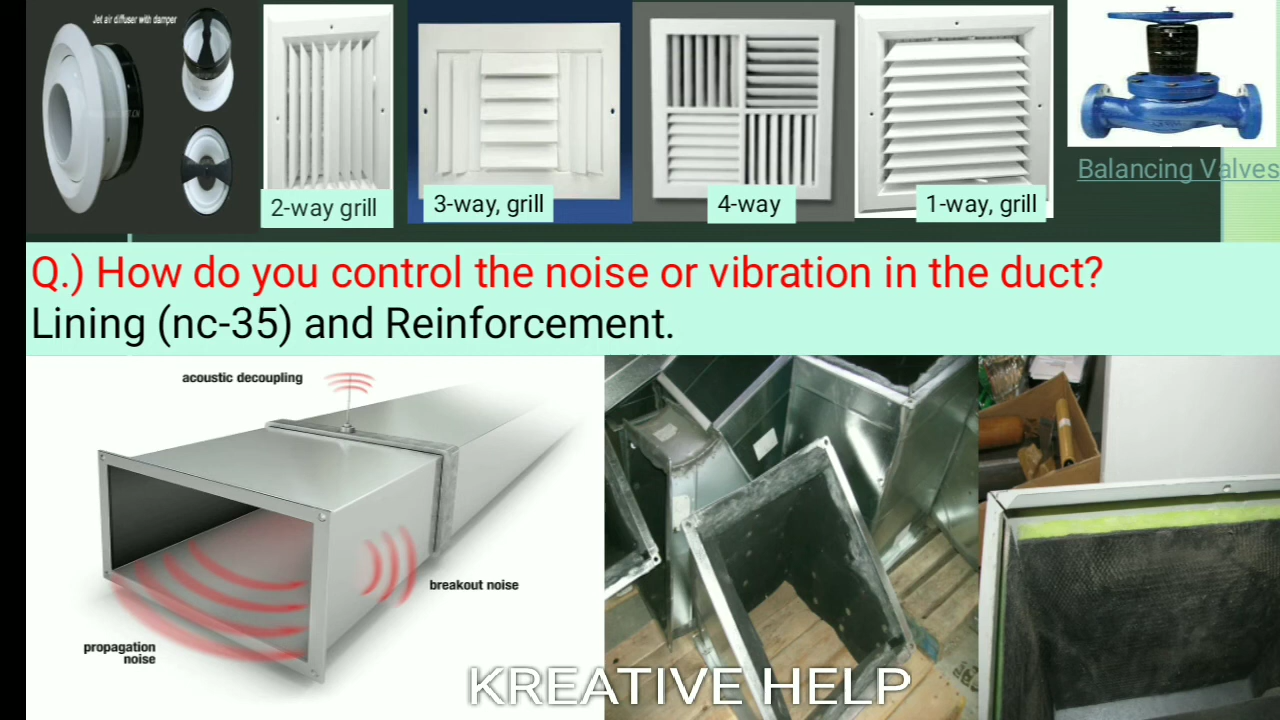 Jet air diffuser with damper
2-way grill
3-way, grill
4-way
1-way, grill
Balancing Valves
Q.) How do you control the noise or vibration in the duct?
Lining (nc-35) and Reinforcement.
acoustic decoupling
breakout noise
propagation
noise
KREATIVE HELP